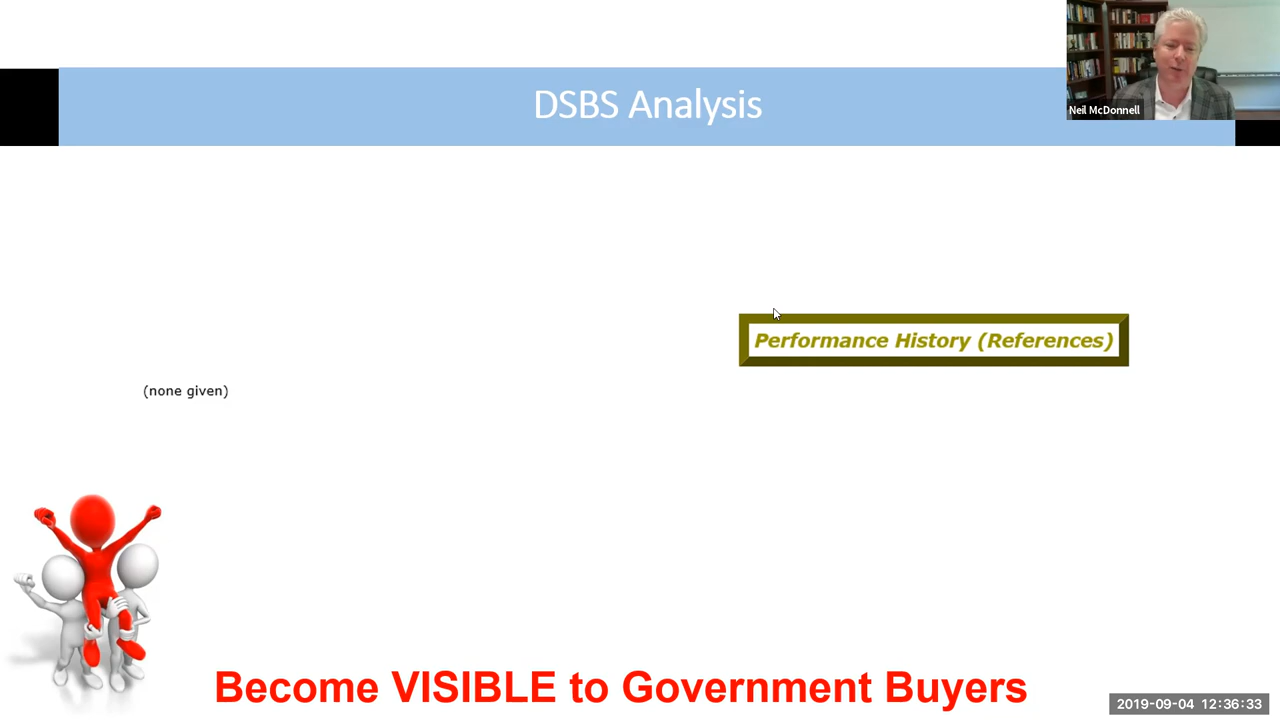 DSBS Analysis
Neil McDonnell
Performance History (References)
(none given)
Become VISIBLE to Government Buyers
2019-09-04 12:36:33